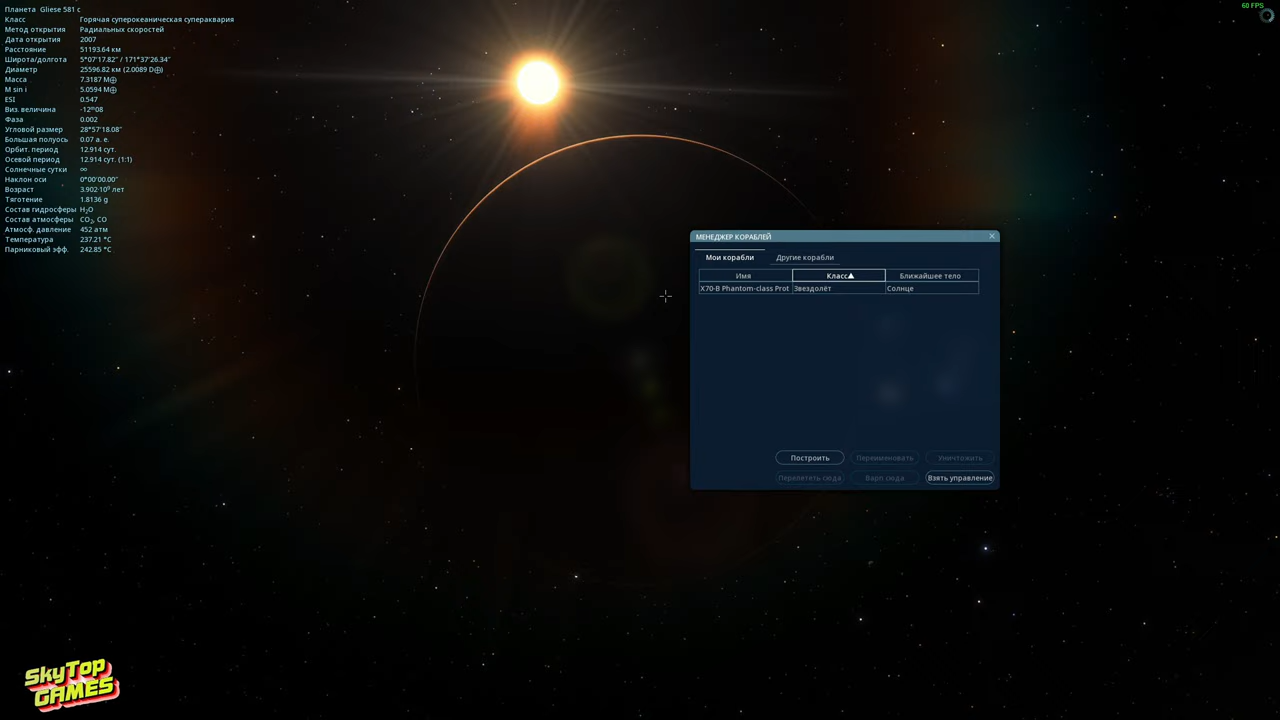 Планета Gliese 581 c
Класс Горячая суперокеаническая супераквария
Метод открытия Радиальных скоростей
Дата открытия 2007
Расстояние 51193.64 км
Широта/долгота 5°07'17.82" / 171°37'26.34"
Диаметр 25596.82 км (2.0089 D⊕)
Масса 7.3187 M⊕
M sin i 5.0594 M⊕
ESI 0.547
Виз. величина -12ᵐ08
Фаза 0.002
Угловой размер 28°57'18.08"
Большая полуось 0.07 а. е.
Орбит. период 12.914 сут.
Осевой период 12.914 сут. (1:1)
Солнечные сутки ∞
Наклон оси 0°00'00.00"
Возраст 3.902·10⁹ лет
Тяготение 1.8136 g
Состав гидросферы H₂O
Состав атмосферы CO₂, CO
Атмосф. давление 452 атм
Температура 237.21 °C
Парниковый эфф. 242.85 °C
60 FPS
МЕНЕДЖЕР КОРАБЛЕЙ
Мои корабли Другие корабли
Имя Класс▲ Ближайшее тело
X70-B Phantom-class Prot Звездолёт Солнце
Построить Переименовать Уничтожить
Перелететь сюда Варп сюда Взять управление
SkyTop
GAMES